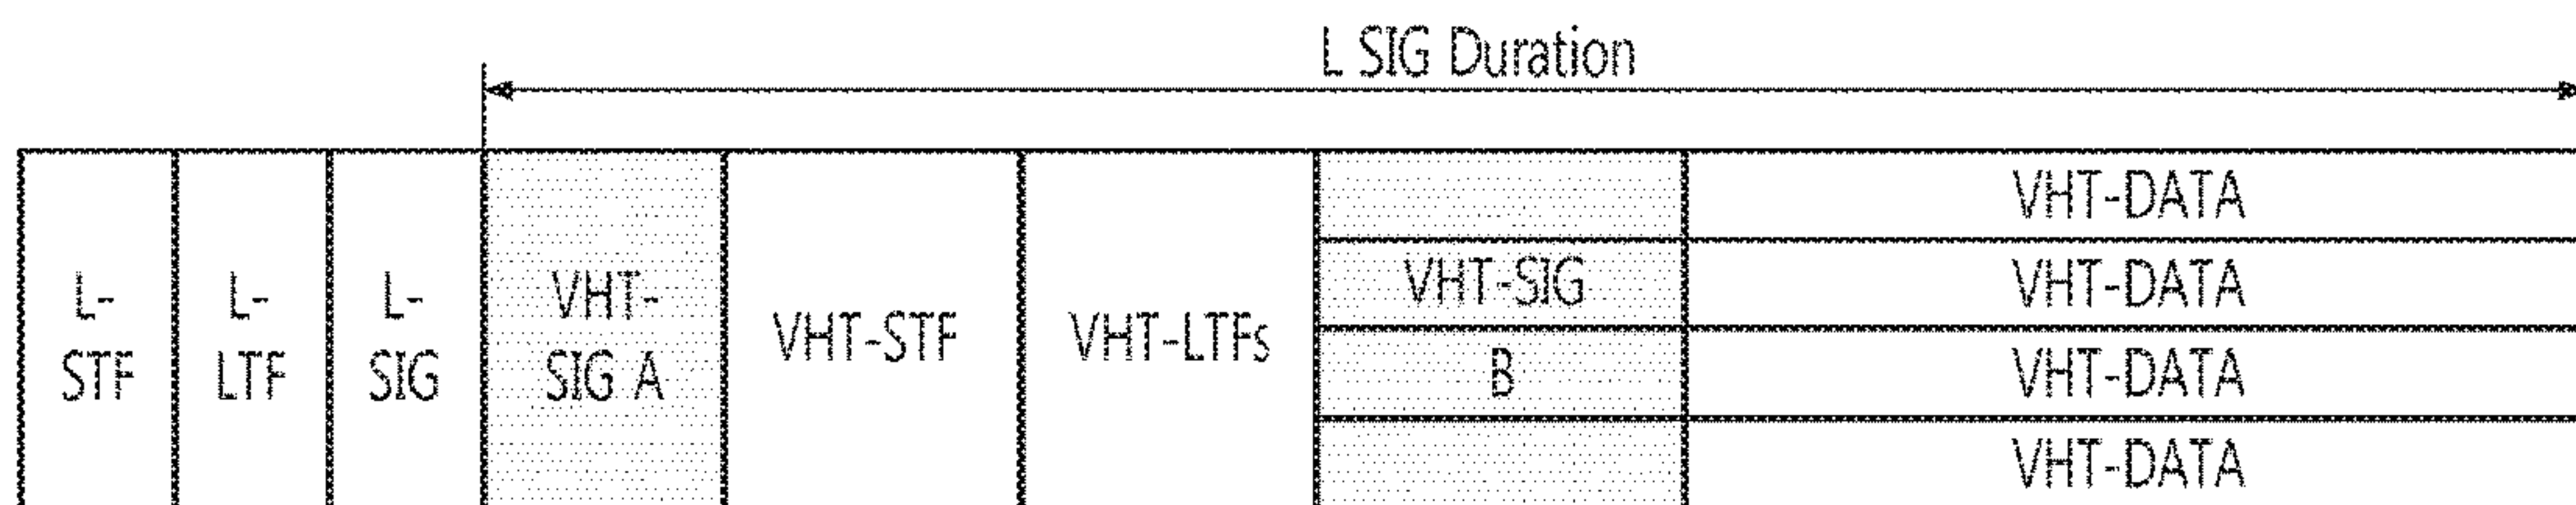 L SIG Duration
L-
STF
L-
LTF
L-
SIG
VHT-
SIG A
VHT-STF
VHT-LTFs
VHT-SIG
B
VHT-DATA
VHT-DATA
VHT-DATA
VHT-DATA